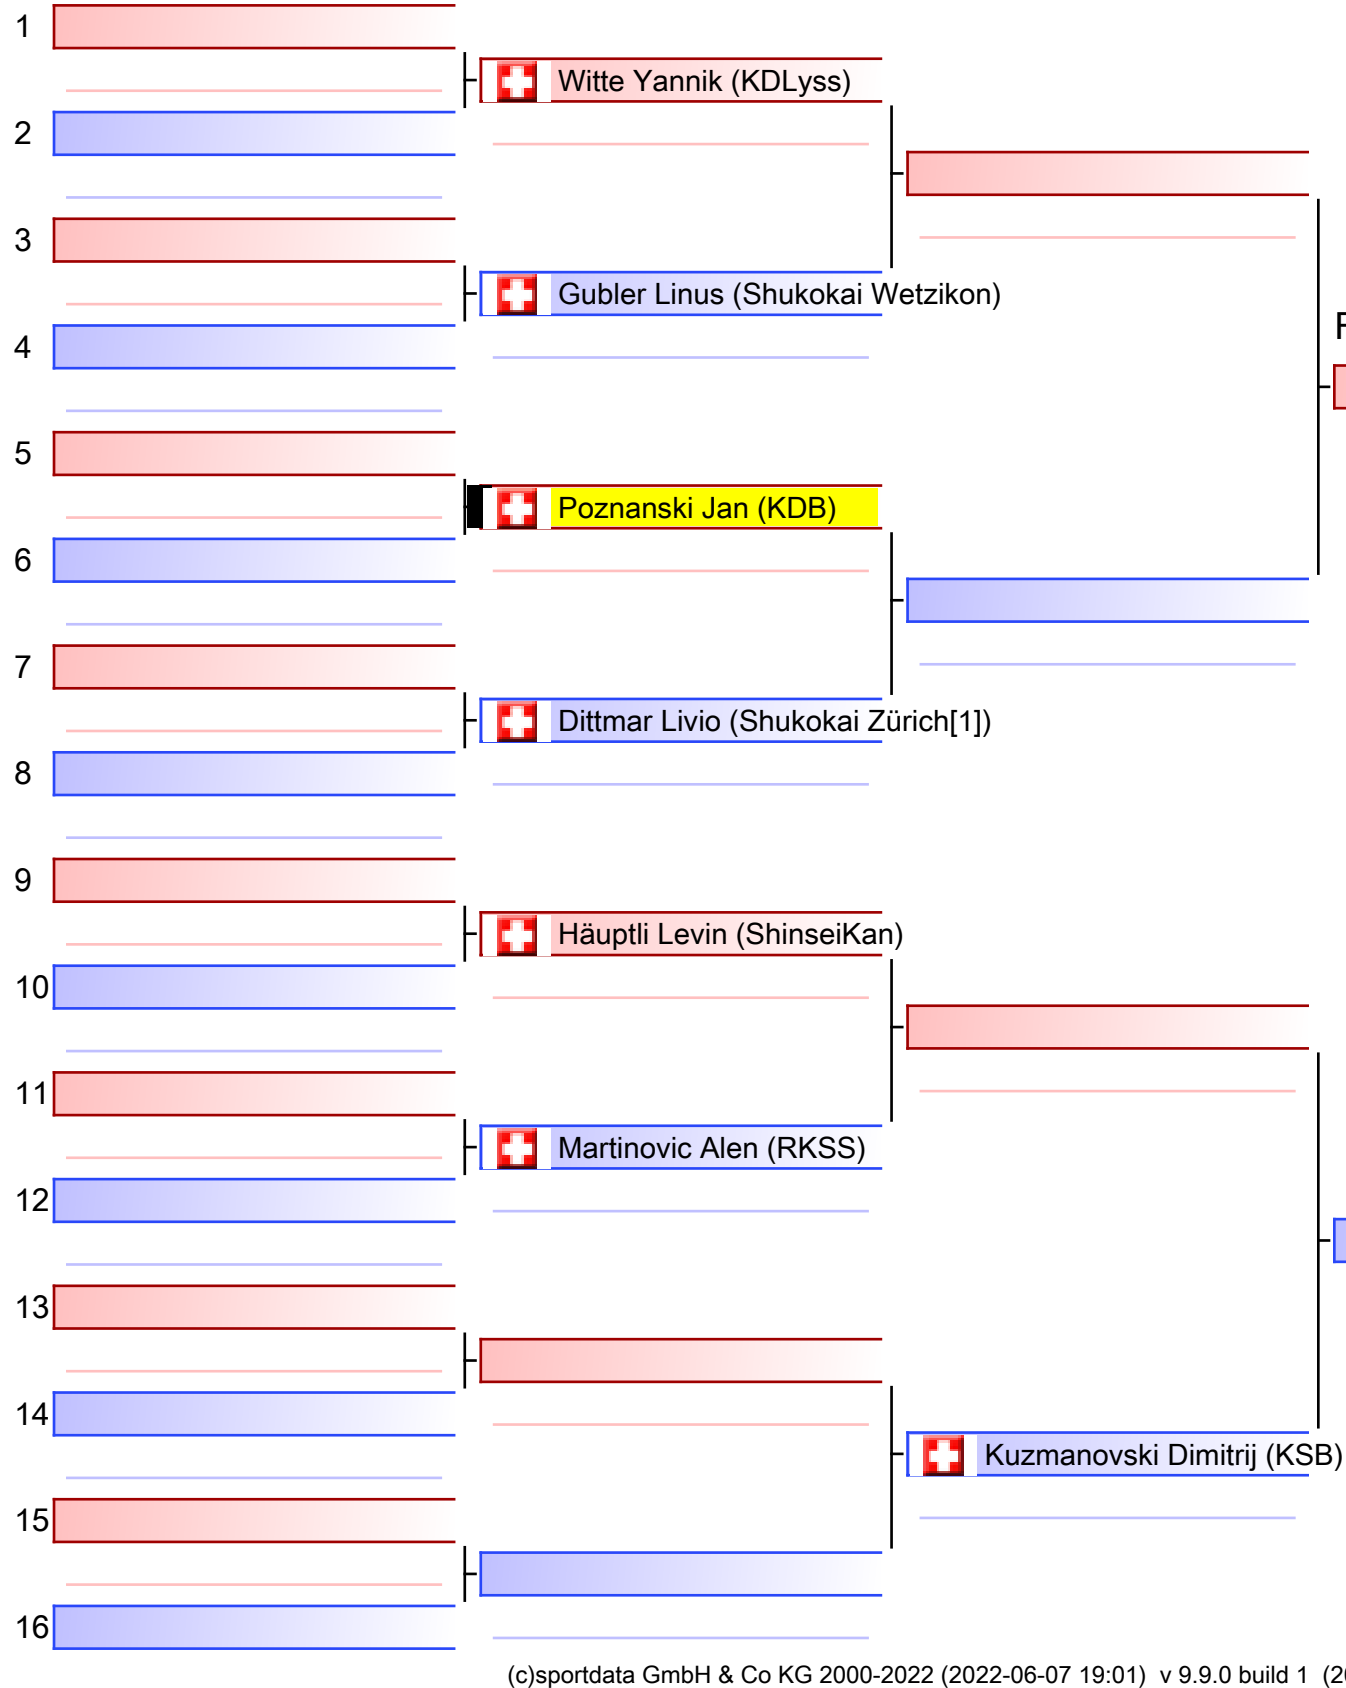 1
Witte Yannik (KDLyss)
2
3
Gubler Linus (Shukokai Wetzikon)
4
5
Poznanski Jan (KDB)
6
7
Dittmar Livio (Shukokai Zürich[1])
8
9
Häuptli Levin (ShinseiKan)
10
11
Martinovic Alen (RKSS)
12
13
14
Kuzmanovski Dimitrij (KSB)
15
16
(c)sportdata GmbH & Co KG 2000-2022 (2022-06-07 19:01) v 9.9.0 build 1